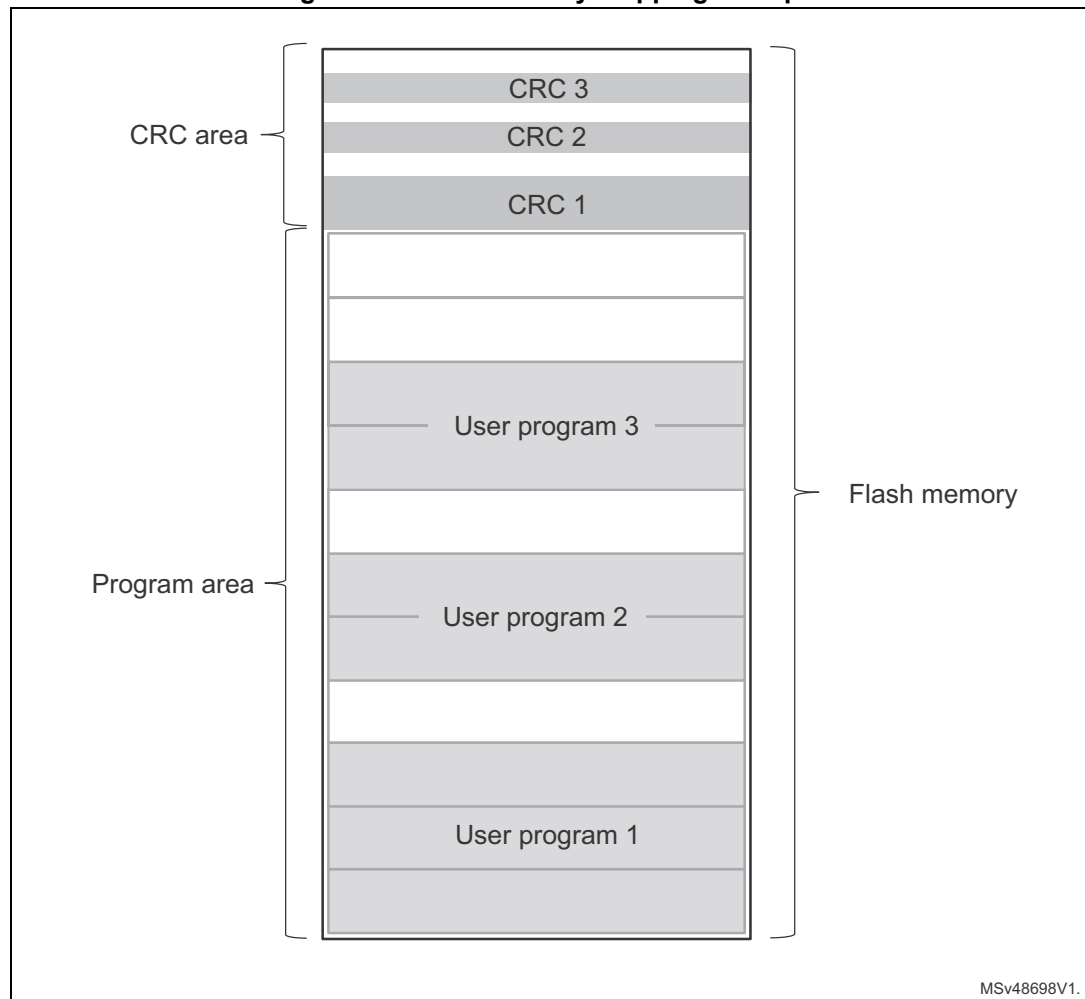 CRC 3
CRC 2
CRC area
CRC 1
User program 3
Flash memory
Program area
User program 2
User program 1
MSv48698V1.